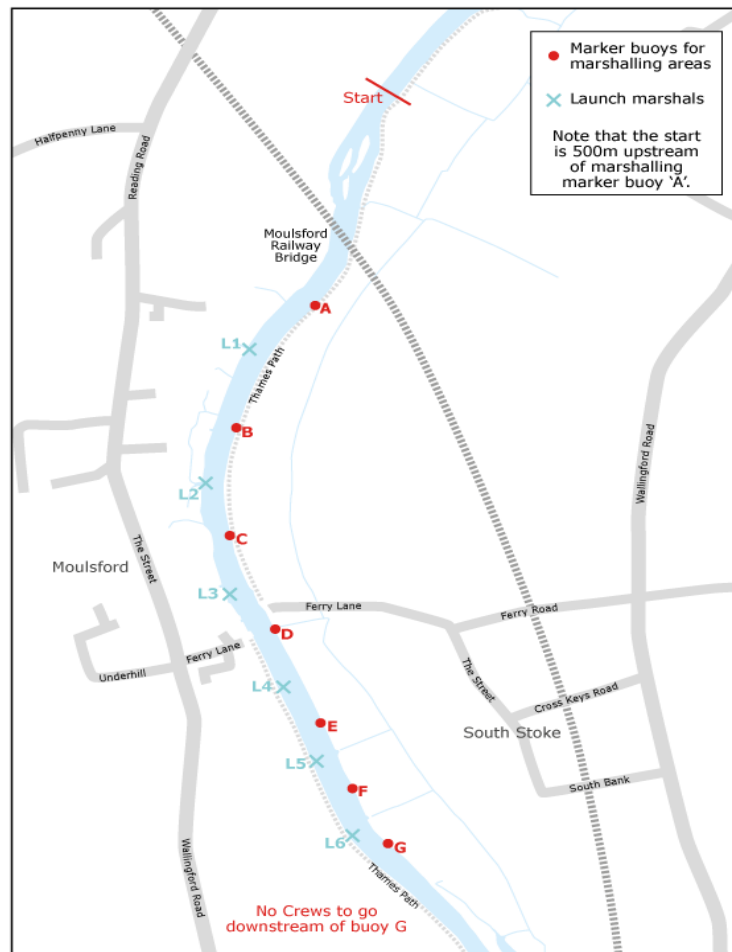 Marker buoys for
marshalling areas
Launch marshals
Note that the start
is 500m upstream
of marshalling
marker buoy ‘A’.
Start
Halfpenny Lane
Reading Road
Moulsford
Railway
Bridge
A
L1
Thames Path
B
L2
Wallingford Road
C
The Street
Moulsford
L3
Ferry Lane
Ferry Road
D
Ferry Lane
Underhill
The Street
L4
Cross Keys Road
E
South Stoke
L5
South Bank
F
L6
G
Wallingford Road
Thames Path
No Crews to go
downstream of buoy G